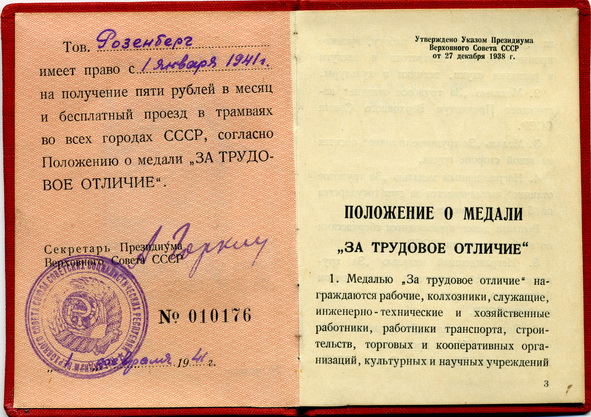 Тов. Розенберг
имеет право с 1 января 1941 г.
на получение пяти рублей в месяц
и бесплатный проезд в трамваях
во всех городах СССР, согласно
Положению о медали „ЗА ТРУДО-
ВОЕ ОТЛИЧИЕ“.
Секретарь Президиума
Верховного Совета СССР
А. Горкин
№ 010176
февраля 1941 г.
Утверждено Указом Президиума
Верховного Совета СССР
от 27 декабря 1938 г.
ПОЛОЖЕНИЕ О МЕДАЛИ
„ЗА ТРУДОВОЕ ОТЛИЧИЕ“
1. Медалью „За трудовое отличие“ на-
граждаются рабочие, колхозники, служащие,
инженерно-технические и хозяйственные
работники, работники транспорта, строи-
тельств, торговых и кооперативных орга-
низаций, культурных и научных учреждений
3